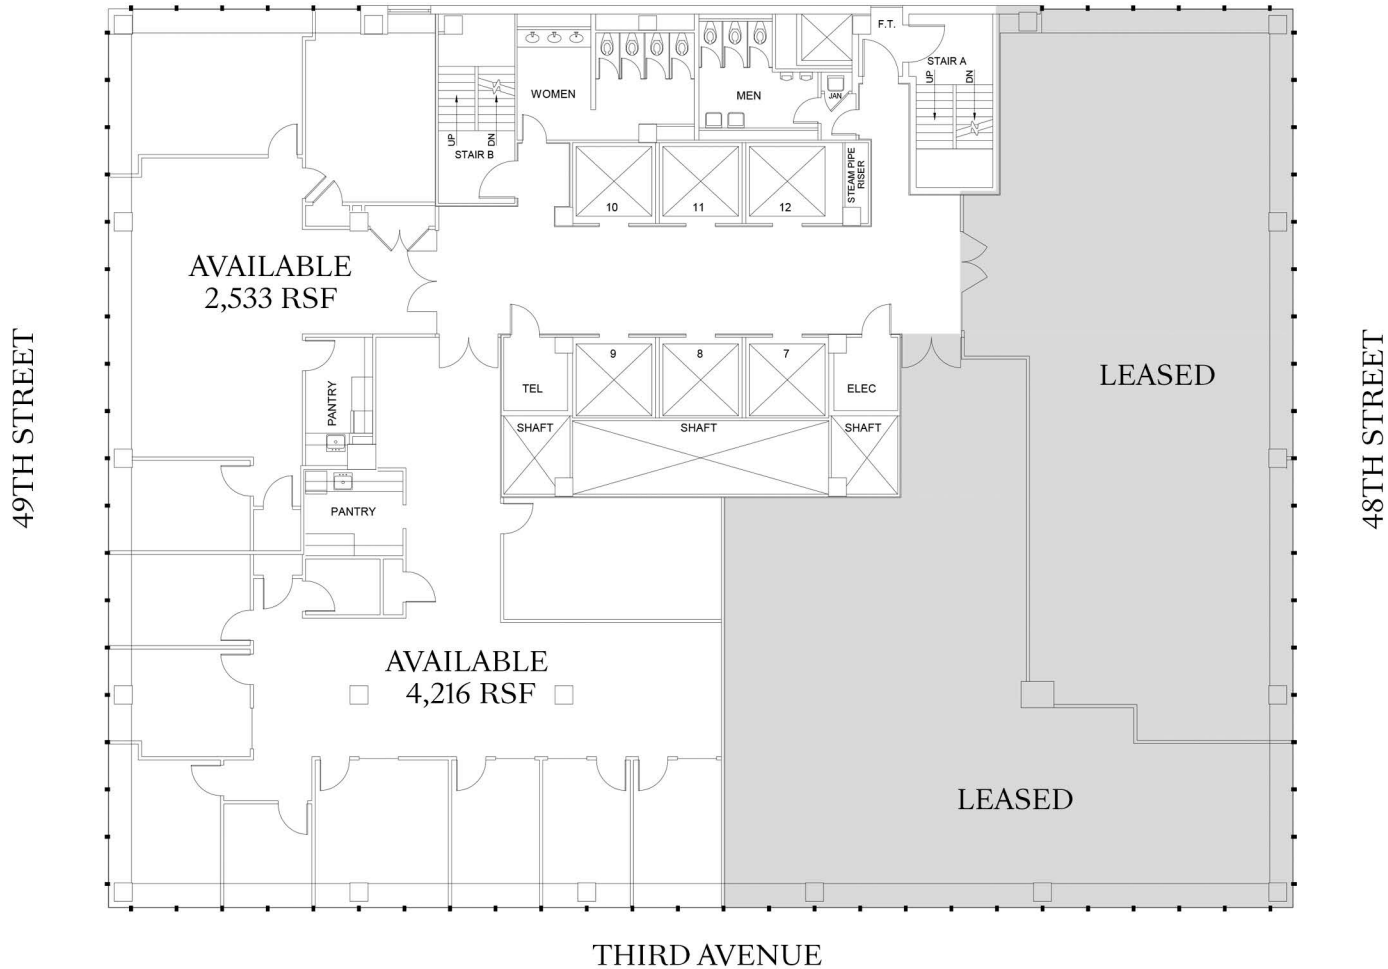 F.T.
STAIR A
UP
DN
WOMEN
MEN
JAN
UP
DN
STAIR B
STEAM PIPE
RISER
10
11
12
AVAILABLE
2,533 RSF
9
8
7
TEL
ELEC
PANTRY
LEASED
49TH STREET
48TH STREET
SHAFT
SHAFT
SHAFT
PANTRY
AVAILABLE
4,216 RSF
LEASED
THIRD AVENUE